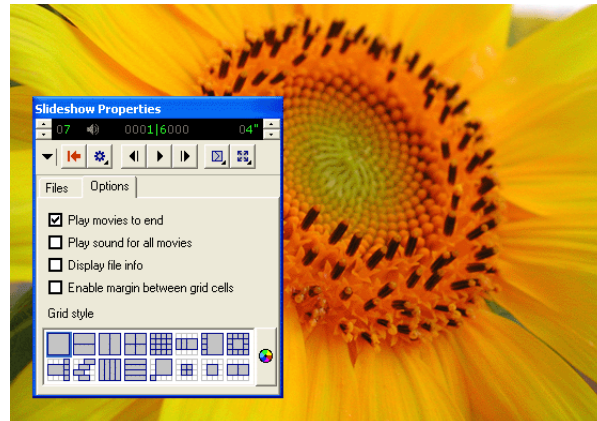 Slideshow Properties
07 0001|6000 04"
Files Options
Play movies to end
Play sound for all movies
Display file info
Enable margin between grid cells
Grid style